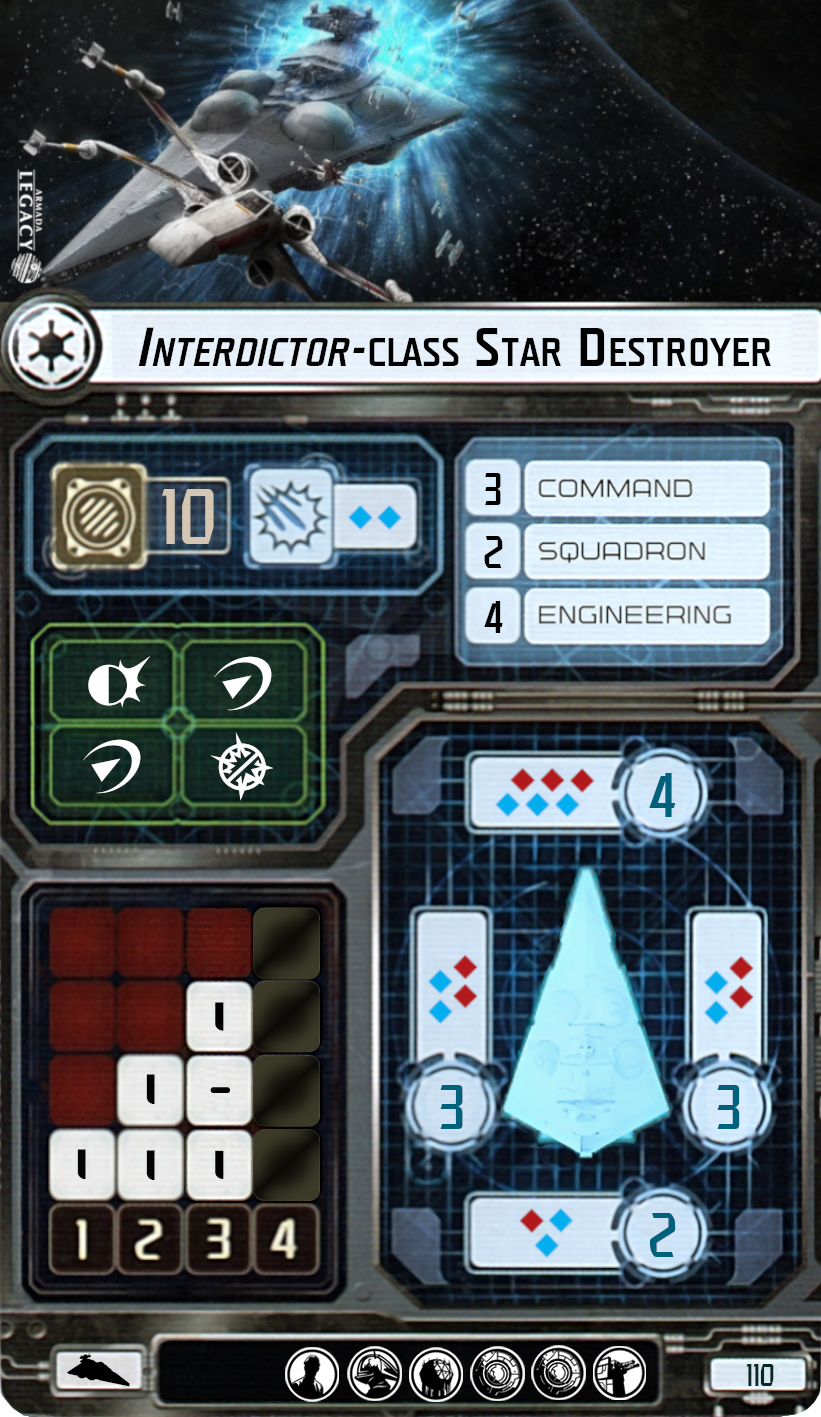 ARMADA
LEGACY
INTERDICTOR-CLASS STAR DESTROYER
10
3 COMMAND
2 SQUADRON
4 ENGINEERING
4
I
I -
I I I
3 3
1 2 3 4
2
110